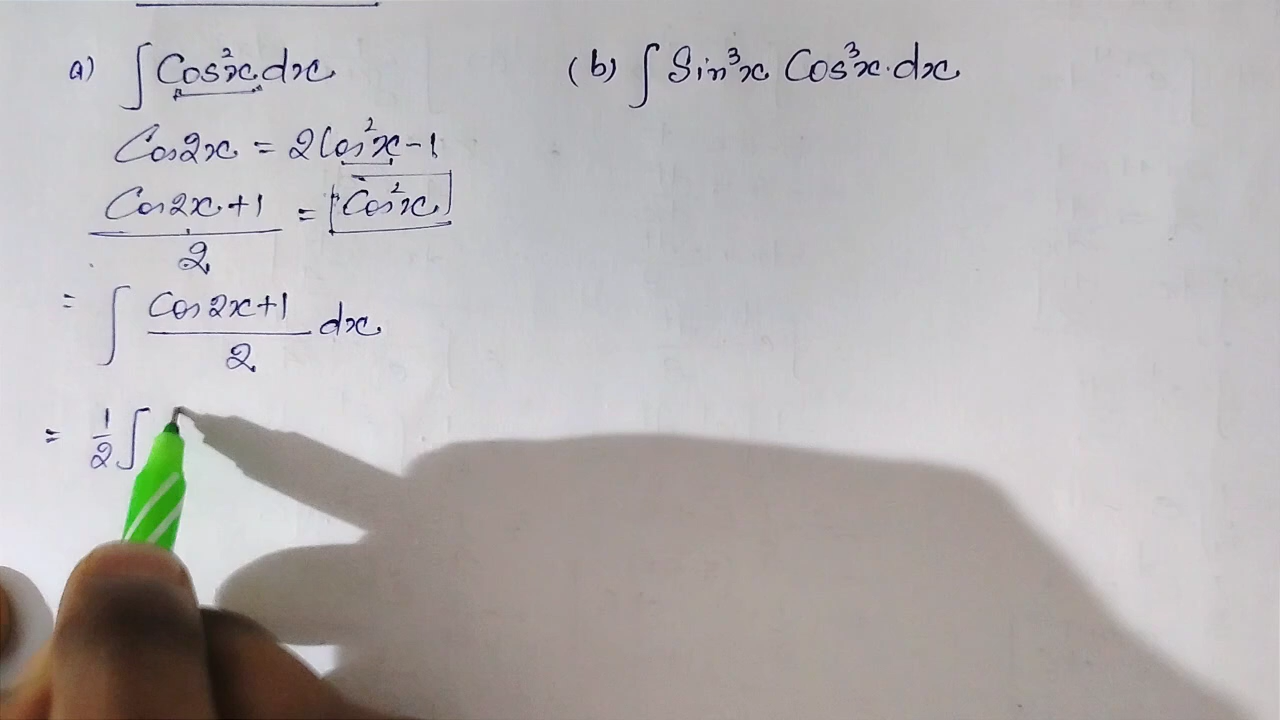 a) ∫ Cos²x dx
Cos2x = 2Cos²x - 1
Cos2x + 1 / 2 = Cos²x
= ∫ Cos2x+1 / 2 dx
= 1/2 ∫
(b) ∫ Sin³x Cos³x. dx